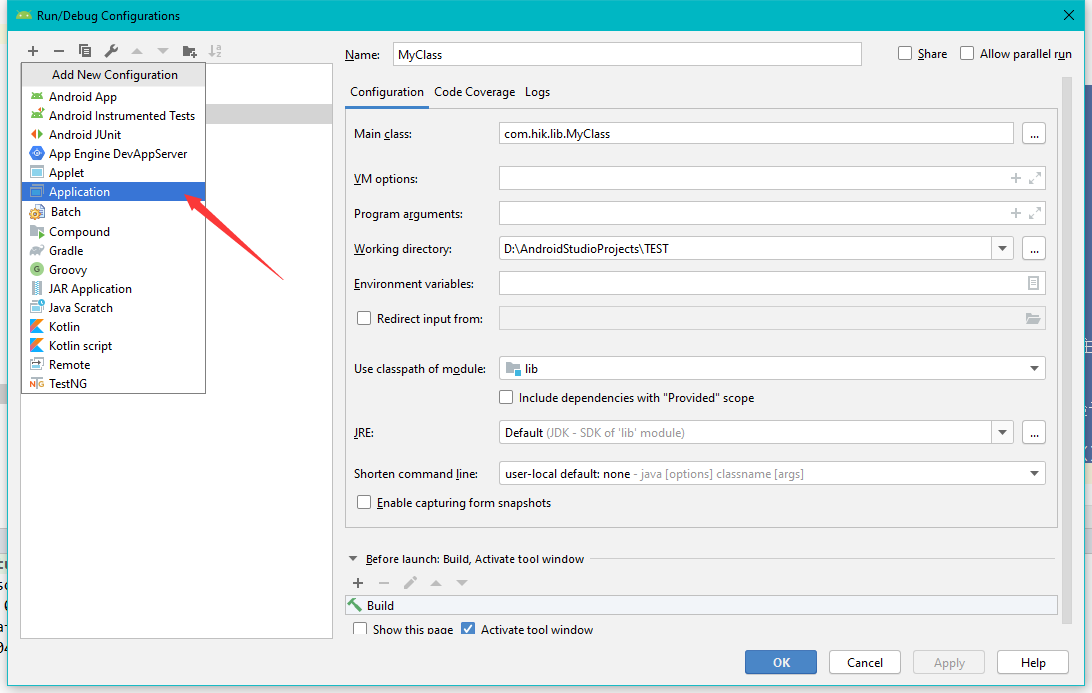 Run/Debug Configurations
Add New Configuration
Android App
Android Instrumented Tests
Android JUnit
App Engine DevAppServer
Applet
Application
Batch
Compound
Gradle
Groovy
JAR Application
Java Scratch
Kotlin
Kotlin script
Remote
TestNG
Name: MyClass
Share Allow parallel run
Configuration Code Coverage Logs
Main class: com.hik.lib.MyClass ...
VM options:
Program arguments:
Working directory: D:\AndroidStudioProjects\TEST ...
Environment variables:
Redirect input from:
Use classpath of module: lib
Include dependencies with "Provided" scope
JRE: Default (JDK - SDK of 'lib' module) ...
Shorten command line: user-local default: none - java [options] classname [args]
Enable capturing form snapshots
Before launch: Build, Activate tool window
Build
Show this page Activate tool window
OK Cancel Apply Help